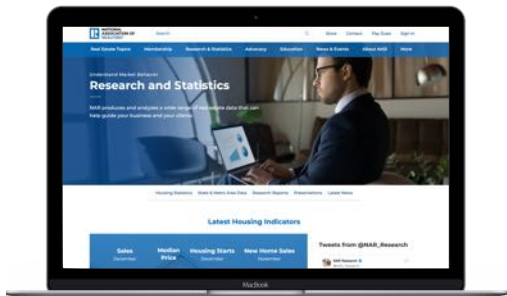 NATIONAL
ASSOCIATION OF
REALTORS®
Search
Store Contact Pay Dues Sign In
Real Estate Topics Membership Research & Statistics Advocacy Education News & Events About NAR More
Understand Market Behavior
Research and Statistics
NAR produces and analyzes a wide range of real estate data that can
help guide your business and your clients.
Housing Statistics State & Metro Area Data Research Reports Presentations Latest News
Latest Housing Indicators
Sales
December
Median
Price
Housing Starts
December
New Home Sales
November
Tweets from @NAR_Research
NAR Research
MacBook